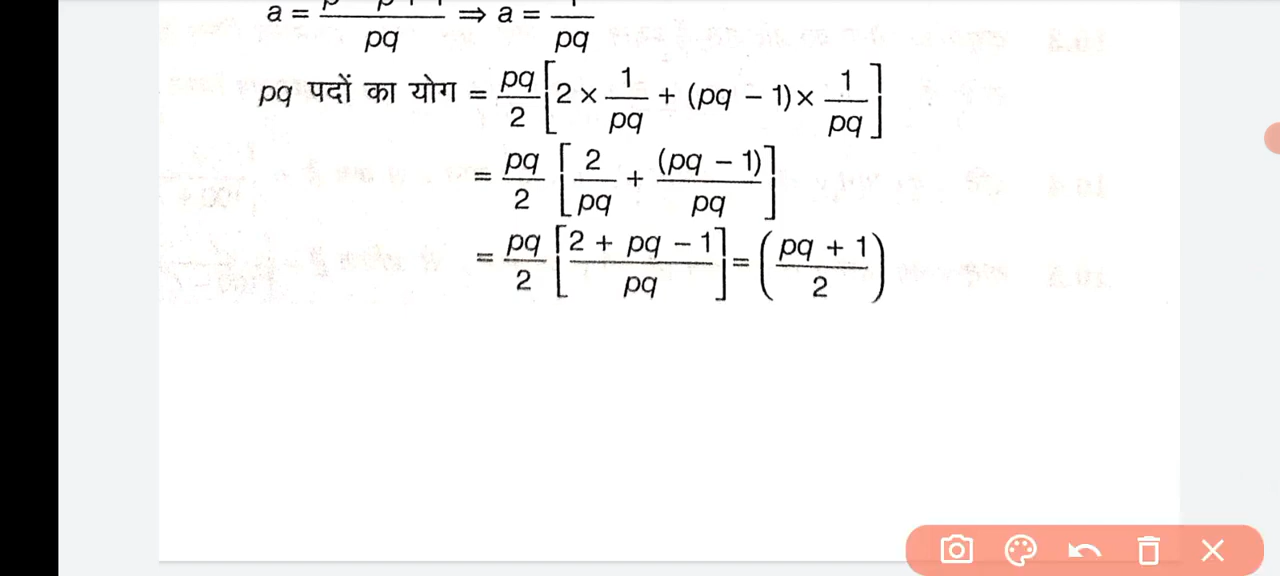 a = / pq ⇒ a = / pq
pq पदों का योग = pq/2 [2 × 1/pq + (pq − 1) × 1/pq]
= pq/2 [2/pq + (pq − 1)/pq]
= pq/2 [(2 + pq − 1)/pq] = ((pq + 1)/2)